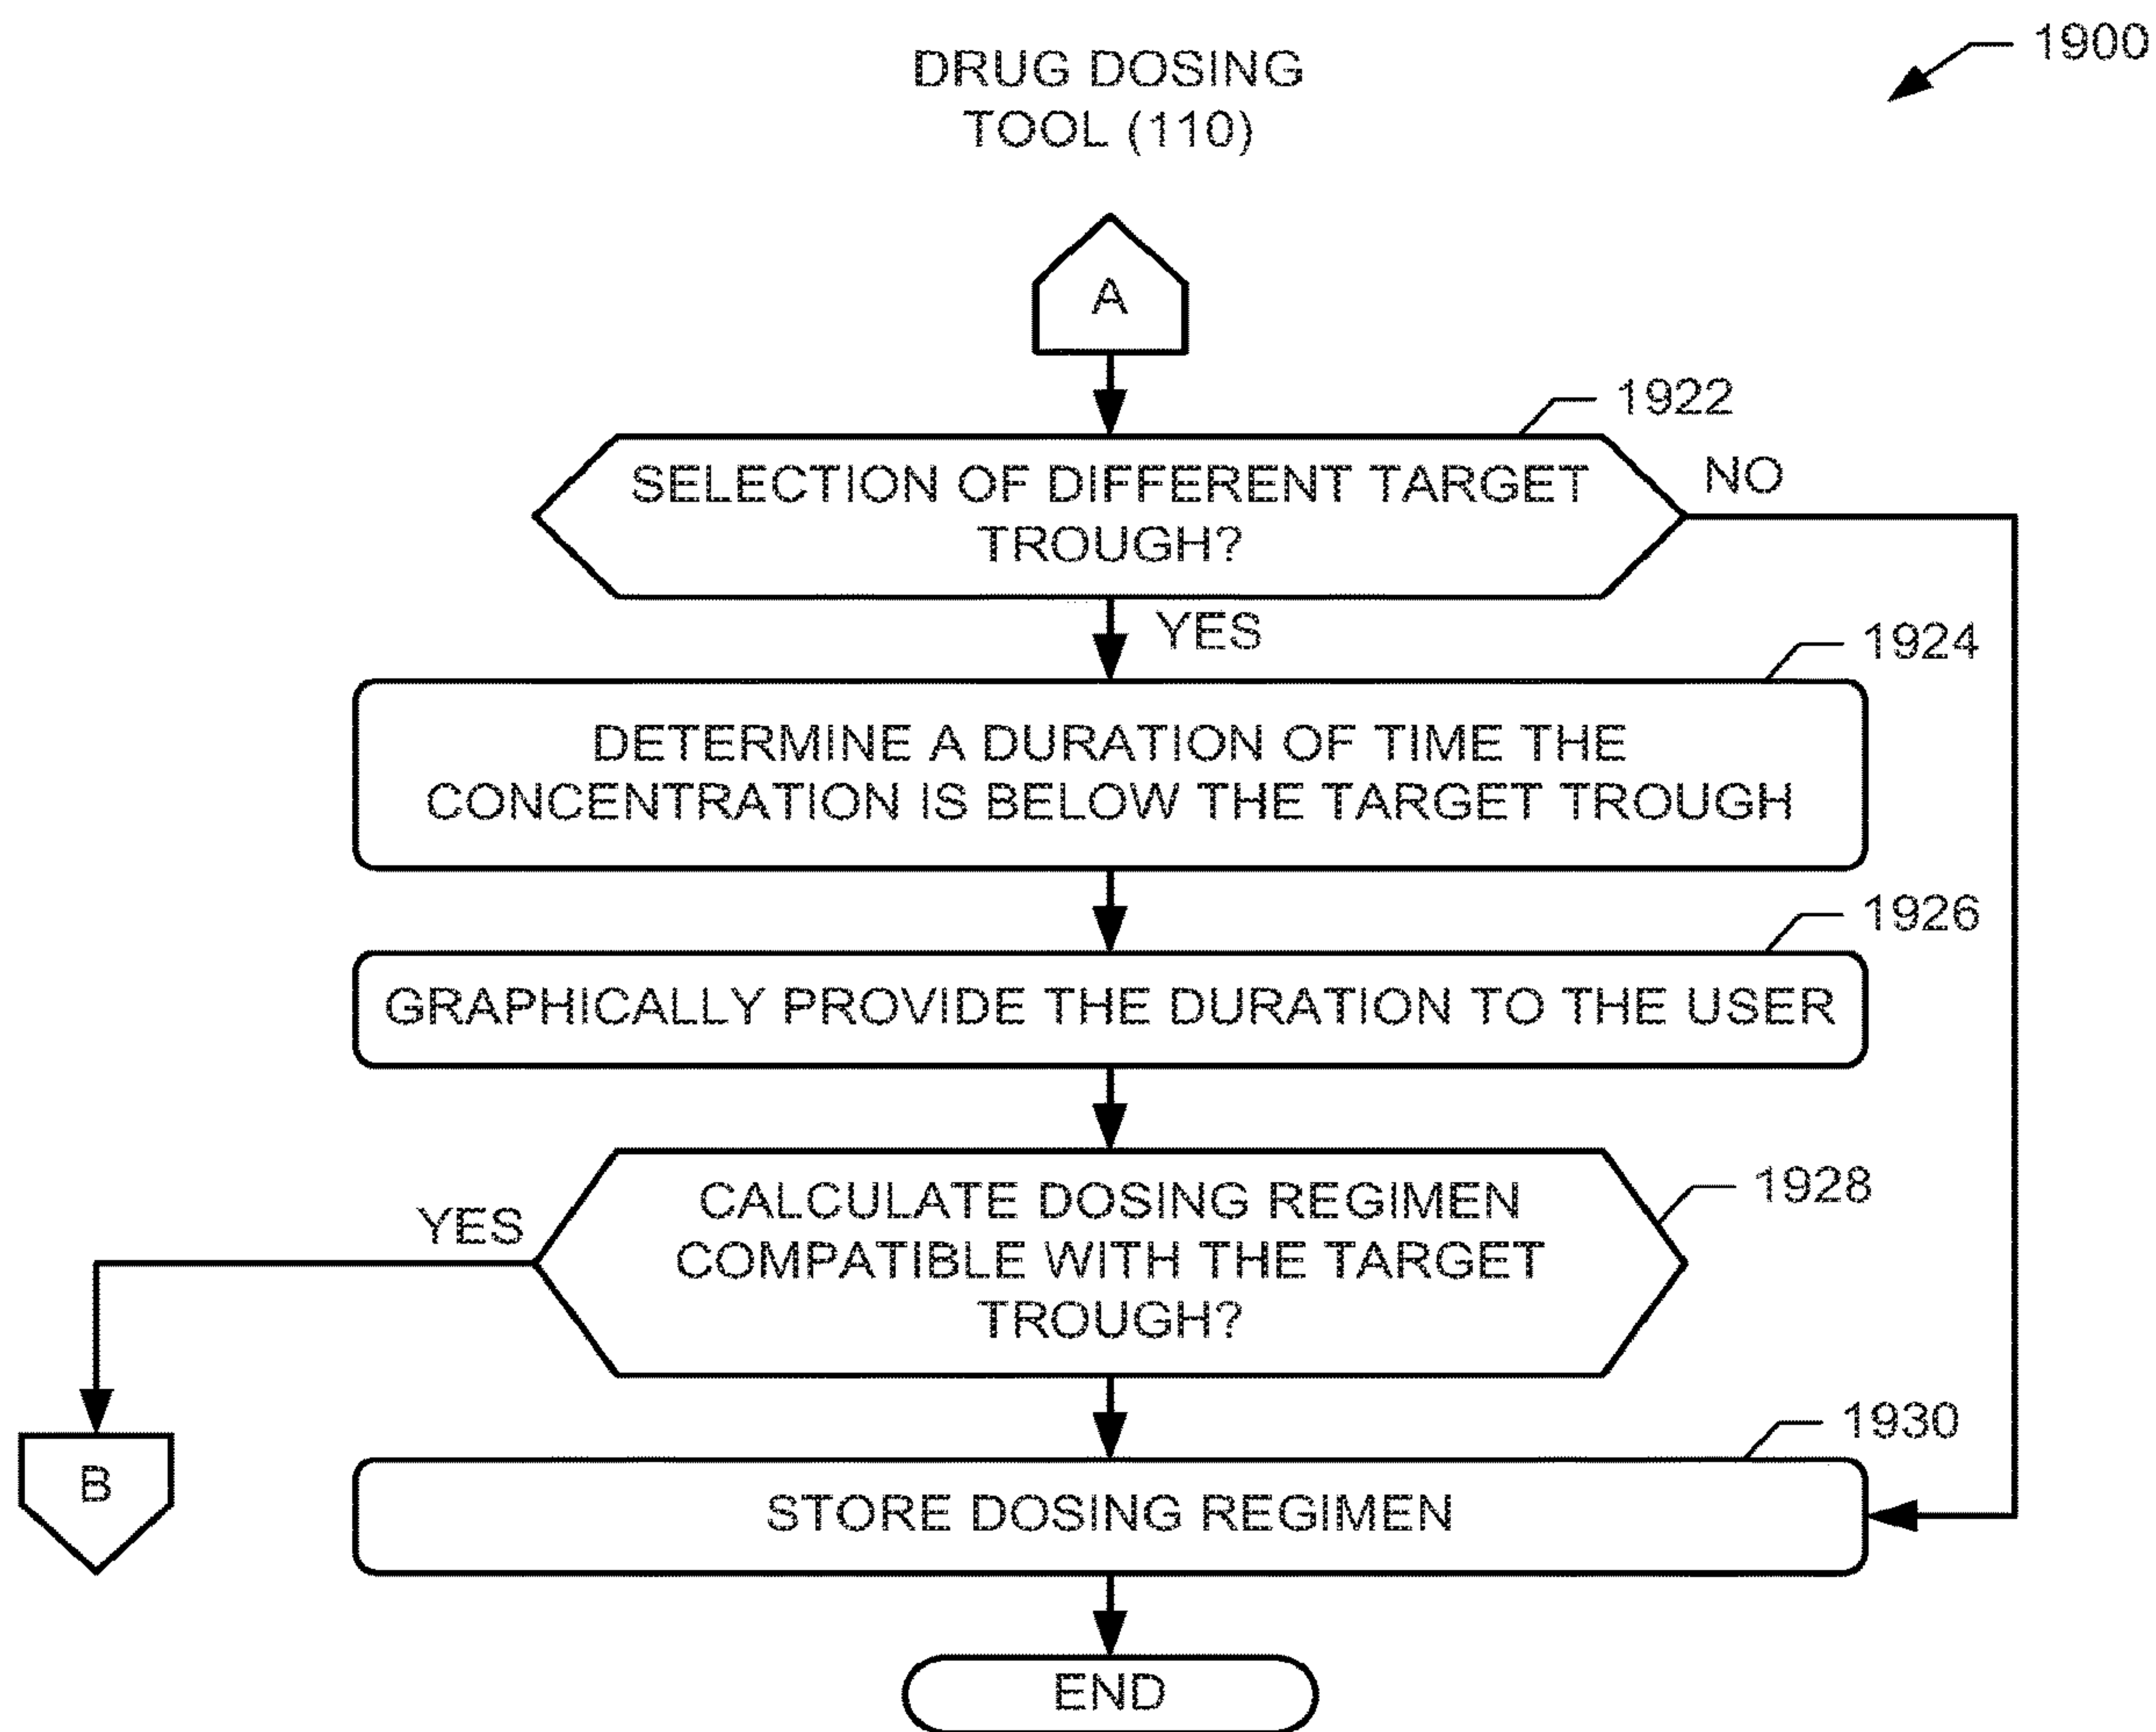 1900
DRUG DOSING
TOOL (110)
A
1922
SELECTION OF DIFFERENT TARGET
TROUGH?
NO
YES
1924
DETERMINE A DURATION OF TIME THE
CONCENTRATION IS BELOW THE TARGET TROUGH
1926
GRAPHICALLY PROVIDE THE DURATION TO THE USER
1928
YES
CALCULATE DOSING REGIMEN
COMPATIBLE WITH THE TARGET
TROUGH?
B
1930
STORE DOSING REGIMEN
END